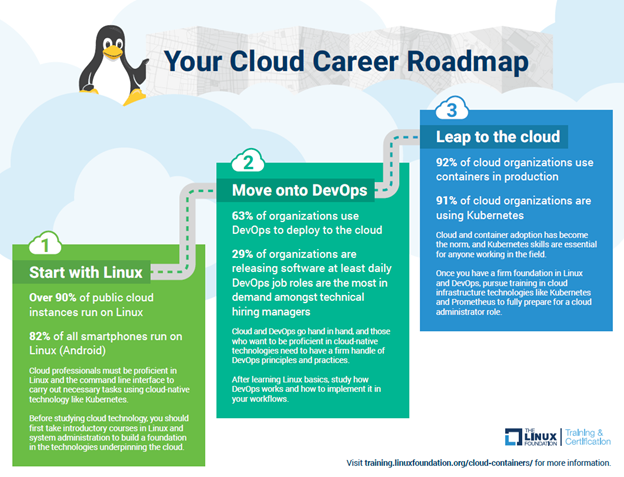 Your Cloud Career Roadmap
1
Start with Linux
Over 90% of public cloud
instances run on Linux
82% of all smartphones run on
Linux (Android)
Cloud professionals must be proficient in
Linux and the command line interface to
carry out necessary tasks using cloud-native
technology like Kubernetes.
Before studying cloud technology, you should
first take introductory courses in Linux and
system administration to build a foundation
in the technologies underpinning the cloud.
2
Move onto DevOps
63% of organizations use
DevOps to deploy to the cloud
29% of organizations are
releasing software at least daily
DevOps job roles are the most in
demand amongst technical
hiring managers
Cloud and DevOps go hand in hand, and those
who want to be proficient in cloud-native
technologies need to have a firm handle of
DevOps principles and practices.
After learning Linux basics, study how
DevOps works and how to implement it in
your workflows.
3
Leap to the cloud
92% of cloud organizations use
containers in production
91% of cloud organizations are
using Kubernetes
Cloud and container adoption has become
the norm, and Kubernetes skills are essential
for anyone working in the field.
Once you have a firm foundation in Linux
and DevOps, pursue training in cloud
infrastructure technologies like Kubernetes
and Prometheus to fully prepare for a cloud
administrator role.
THE
LINUX
FOUNDATION
Training &
Certification
Visit training.linuxfoundation.org/cloud-containers/ for more information.